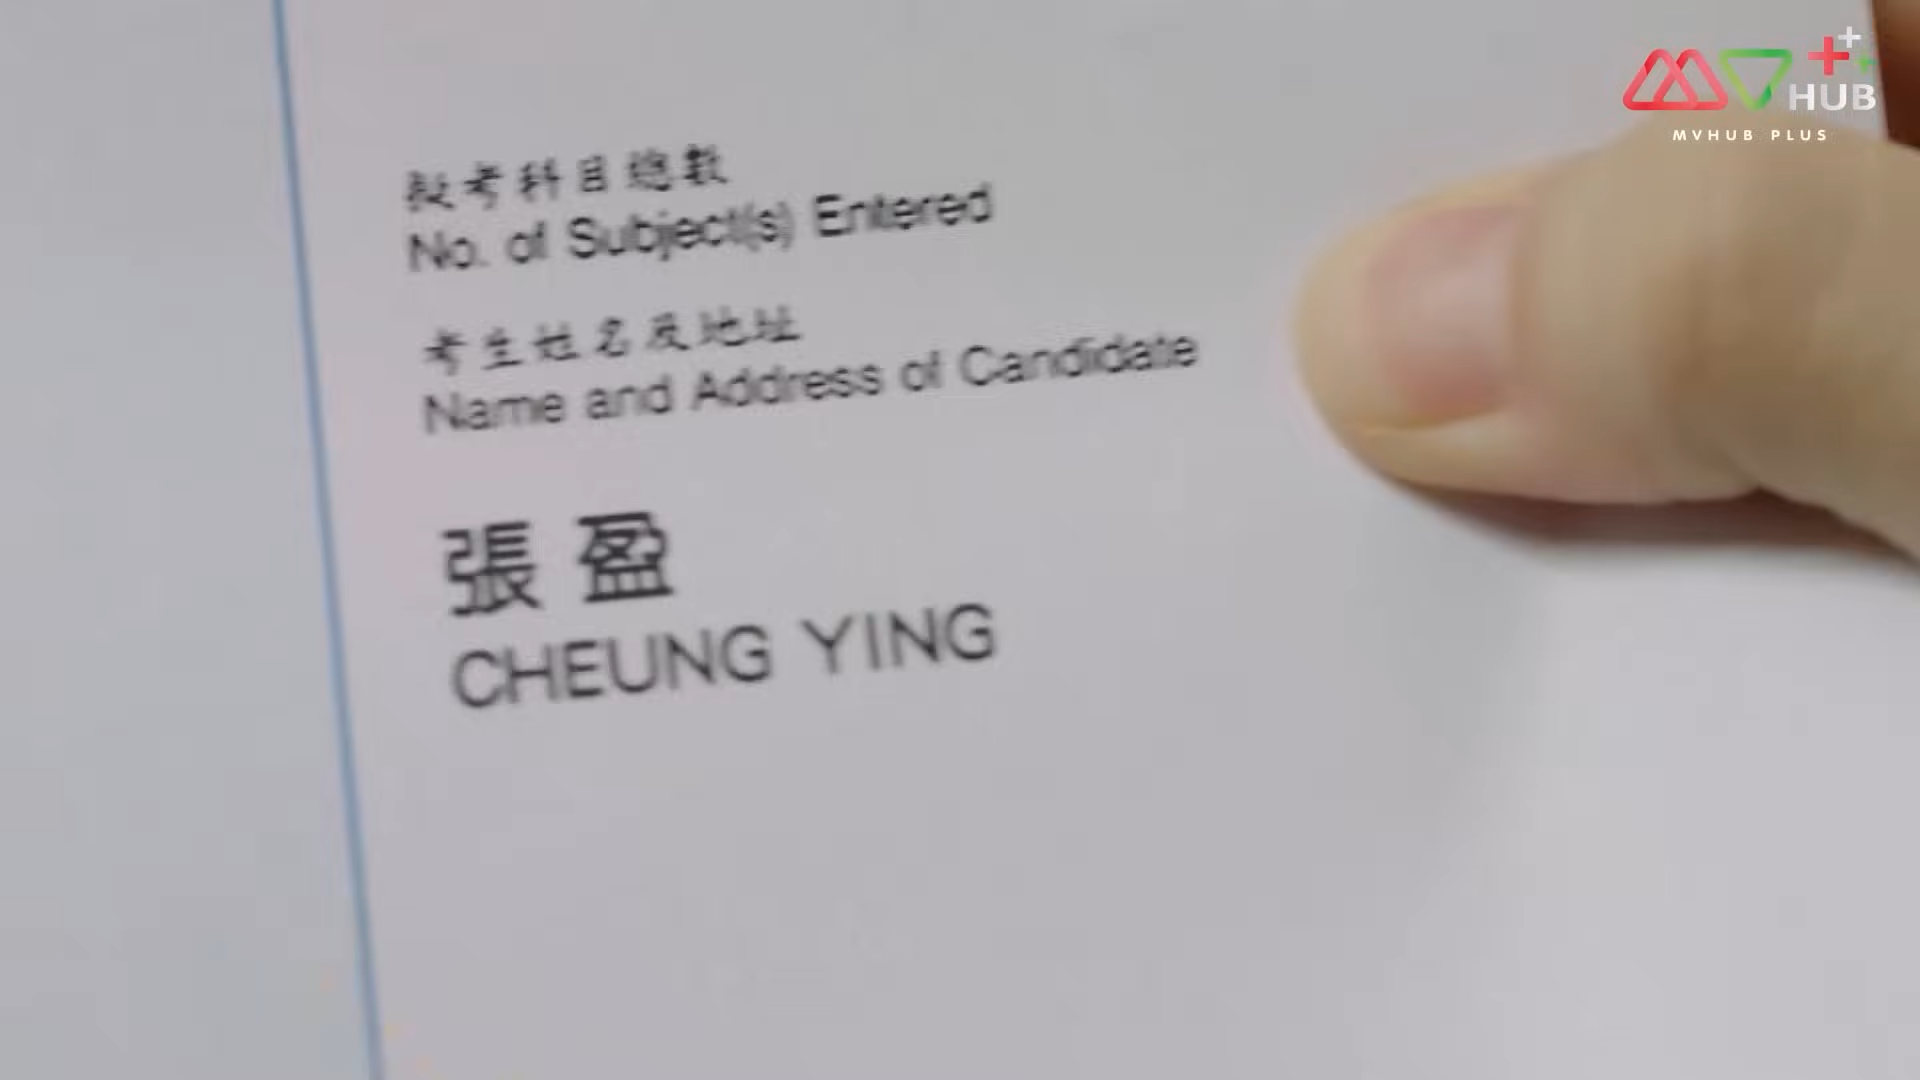 MV HUB
MVHUB PLUS
擬考科目總數
No. of Subject(s) Entered
考生姓名及地址
Name and Address of Candidate
張盈
CHEUNG YING